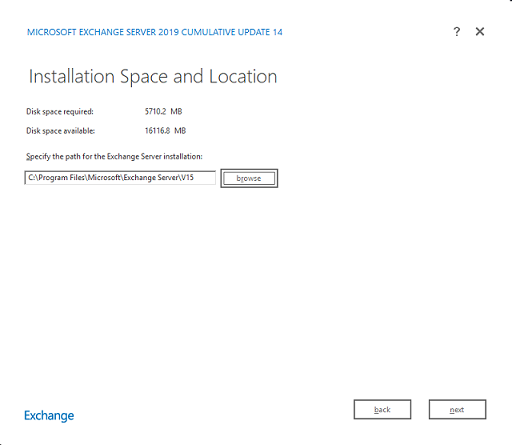 MICROSOFT EXCHANGE SERVER 2019 CUMULATIVE UPDATE 14
? ✕
Installation Space and Location
Disk space required: 5710.2 MB
Disk space available: 16116.8 MB
Specify the path for the Exchange Server installation:
C:\Program Files\Microsoft\Exchange Server\V15 browse
Exchange back next